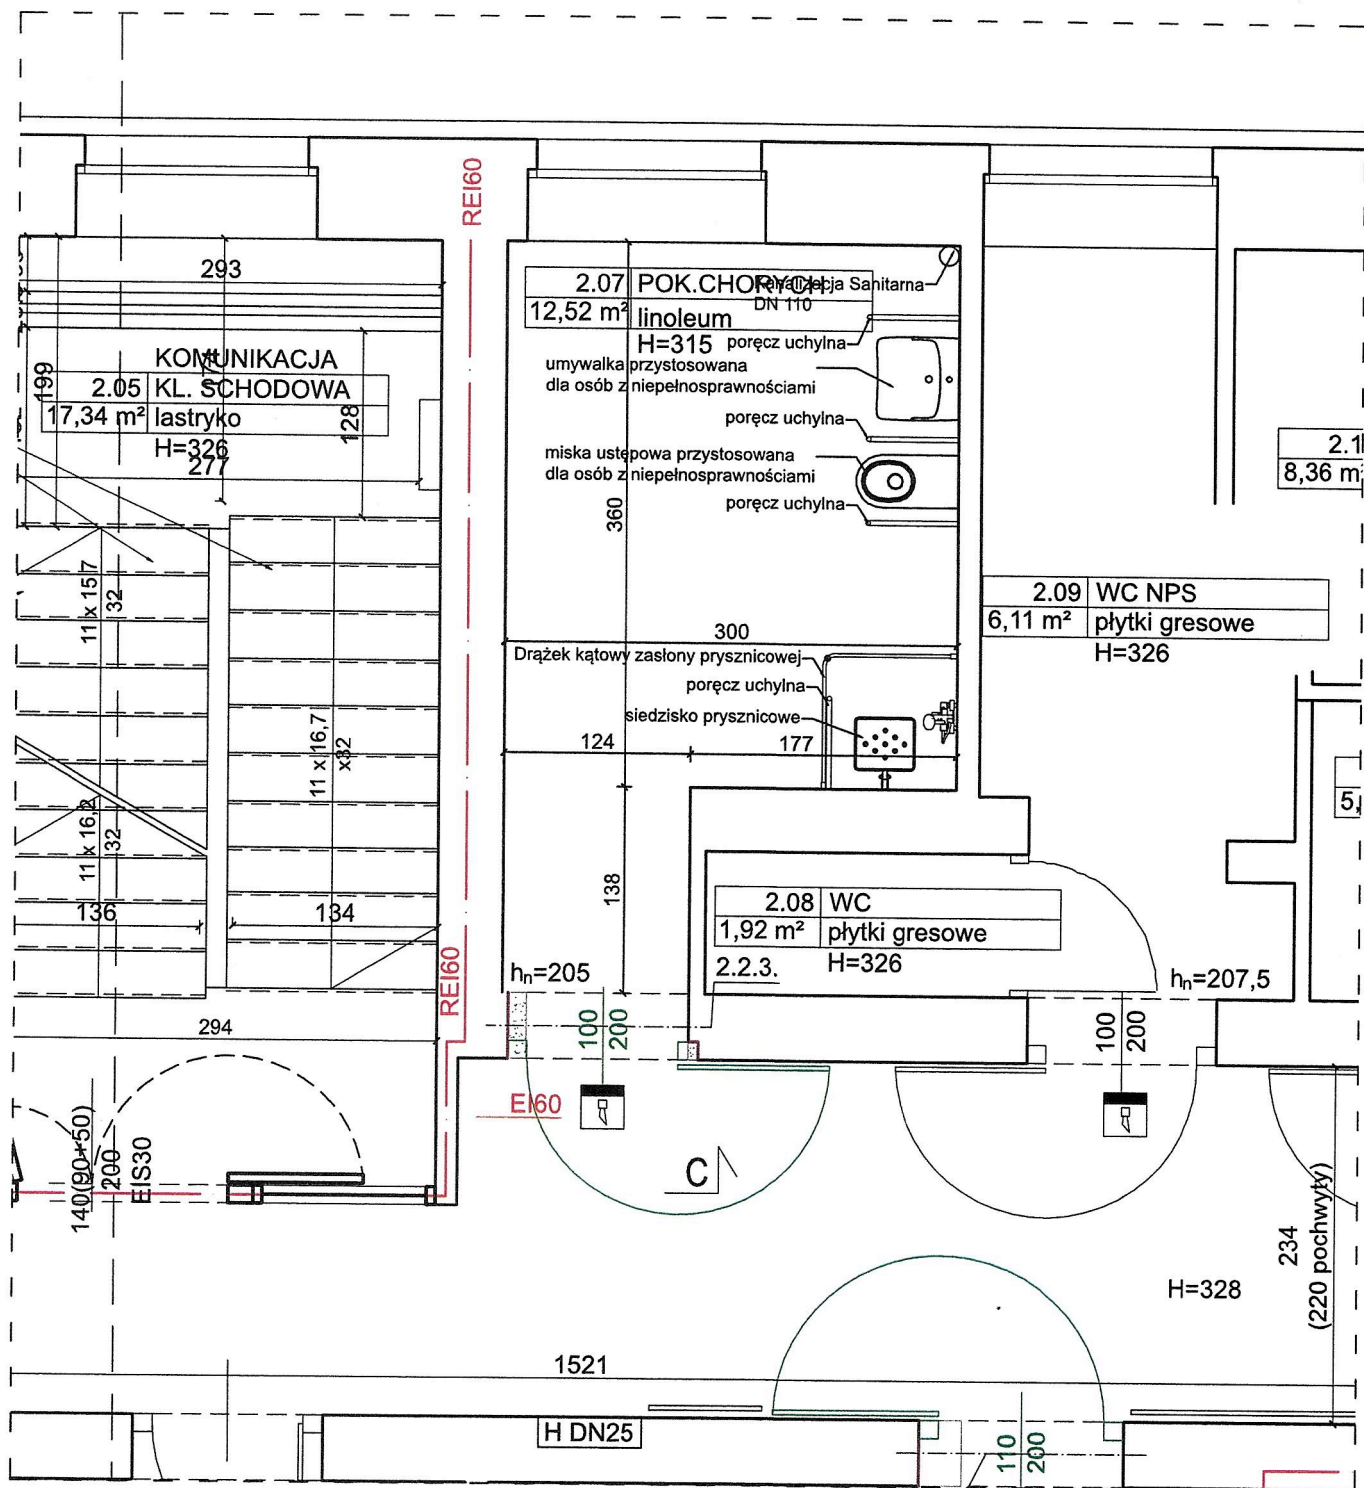 REI60
293
2.07 POK.CHORYCH
12,52 m² linoleum
H=315
Kanalizacja Sanitarna
DN 110
poręcz uchylna
umywalka przystosowana
dla osób z niepełnosprawnościami
poręcz uchylna
miska ustępowa przystosowana
dla osób z niepełnosprawnościami
poręcz uchylna
KOMUNIKACJA
2.05 KL. SCHODOWA
17,34 m² lastryko
H=326
277
199
128
360
2.1
8,36 m²
2.09 WC NPS
6,11 m² płytki gresowe
H=326
300
Drążek kątowy zasłony prysznicowej
poręcz uchylna
siedzisko prysznicowe
124
177
11 x 15,7
32
11 x 16,7
x32
11 x 16,2
32
136
134
138
5,
2.08 WC
1,92 m² płytki gresowe
H=326
2.2.3.
hn=205
hn=207,5
REI60
294
100
200
100
200
EI60
C
140(90+50)
200
EIS30
234
(220 pochwyty)
H=328
1521
H DN25
110
200